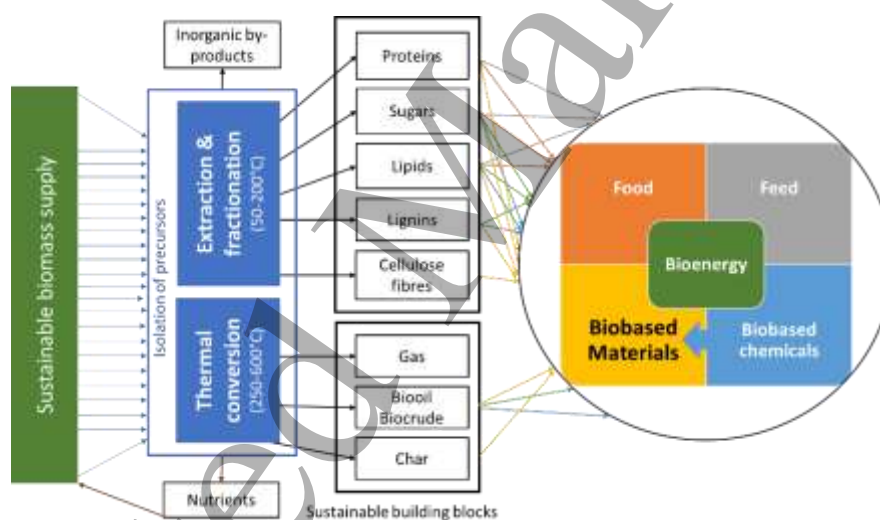 Inorganic by-
products
Sustainable biomass supply
Isolation of precursors
Extraction &
fractionation
(50-200°C)
Thermal
conversion
(250-600°C)
Nutrients
Proteins
Sugars
Lipids
Lignins
Cellulose
fibres
Gas
Biooil
Biocrude
Char
Sustainable building blocks
Food
Feed
Bioenergy
Biobased
Materials
Biobased
chemicals
ed Ma